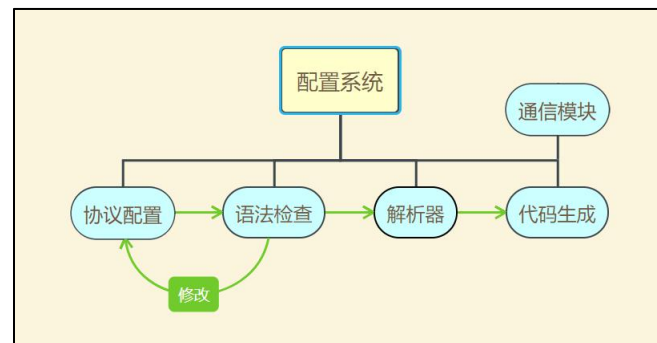 配置系统
通信模块
协议配置
语法检查
解析器
代码生成
修改